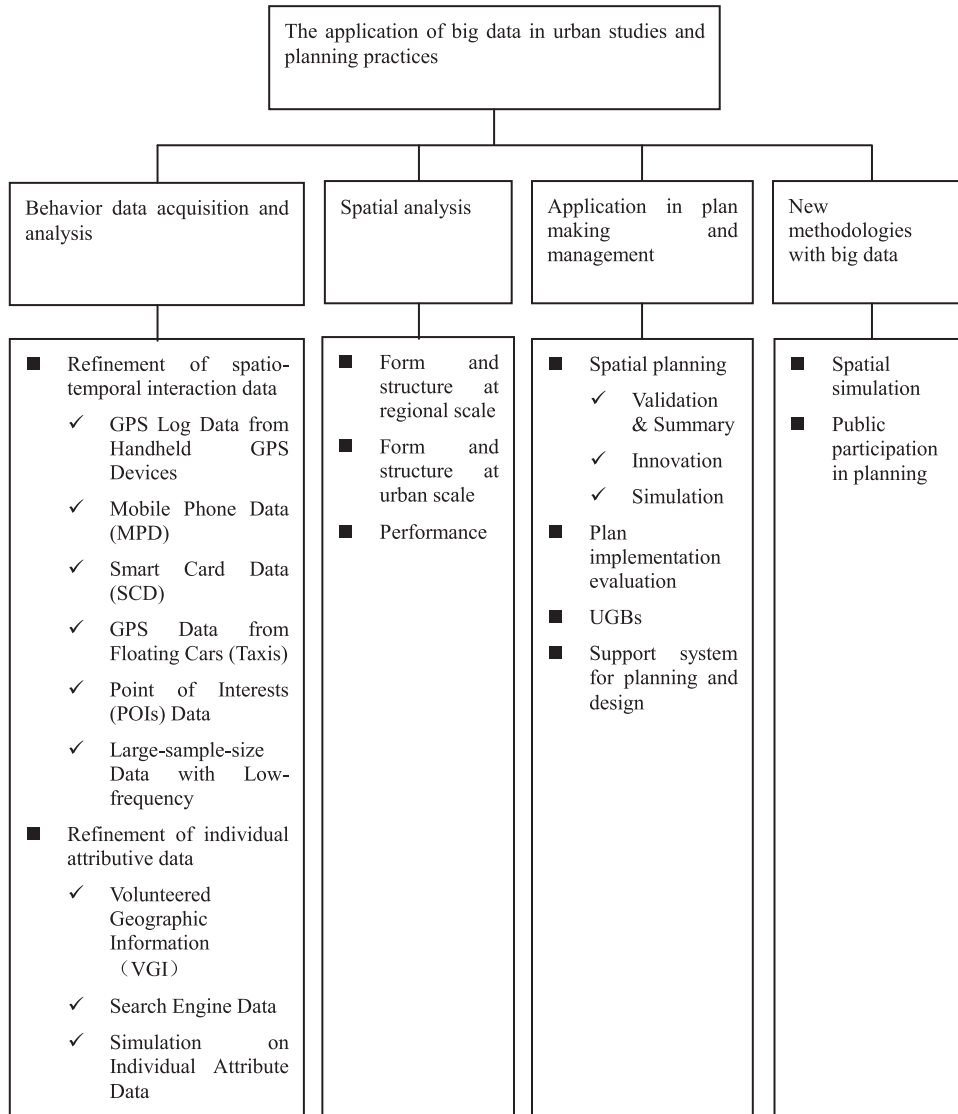 The application of big data in urban studies and
planning practices
Behavior data acquisition and
analysis
Spatial analysis
Application in plan
making and
management
New
methodologies
with big data
■ Refinement of spatio-
temporal interaction data
✓ GPS Log Data from
Handheld GPS
Devices
✓ Mobile Phone Data
(MPD)
✓ Smart Card Data
(SCD)
✓ GPS Data from
Floating Cars (Taxis)
✓ Point of Interests
(POIs) Data
✓ Large-sample-size
Data with Low-
frequency
■ Refinement of individual
attributive data
✓ Volunteered
Geographic
Information
（VGI）
✓ Search Engine Data
✓ Simulation on
Individual Attribute
Data
■ Form and
structure at
regional scale
■ Form and
structure at
urban scale
■ Performance
■ Spatial planning
✓ Validation
& Summary
✓ Innovation
✓ Simulation
■ Plan
implementation
evaluation
■ UGBs
■ Support system
for planning and
design
■ Spatial
simulation
■ Public
participation
in planning